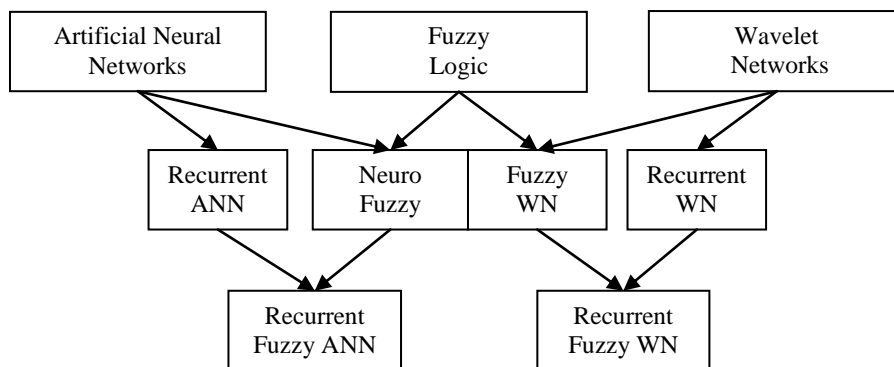 Artificial Neural
Networks
Fuzzy
Logic
Wavelet
Networks
Recurrent
ANN
Neuro
Fuzzy
Fuzzy
WN
Recurrent
WN
Recurrent
Fuzzy ANN
Recurrent
Fuzzy WN